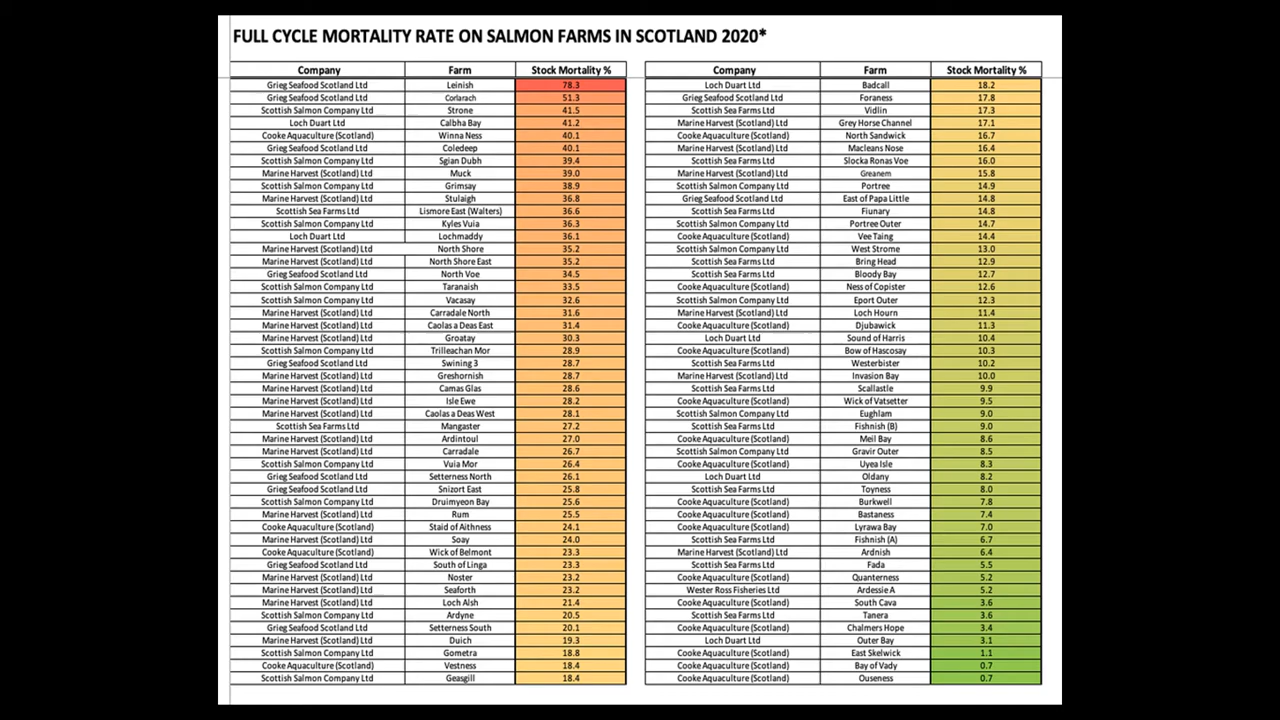 FULL CYCLE MORTALITY RATE ON SALMON FARMS IN SCOTLAND 2020*
Company Farm Stock Mortality %
Grieg Seafood Scotland Ltd Leinish 78.3
Grieg Seafood Scotland Ltd Corlarach 51.3
Scottish Salmon Company Ltd Strone 41.5
Loch Duart Ltd Calbha Bay 41.2
Cooke Aquaculture (Scotland) Winna Ness 40.1
Grieg Seafood Scotland Ltd Coledeep 40.1
Scottish Salmon Company Ltd Sgian Dubh 39.4
Marine Harvest (Scotland) Ltd Muck 39.0
Scottish Salmon Company Ltd Grimsay 38.9
Marine Harvest (Scotland) Ltd Stulaigh 36.8
Scottish Sea Farms Ltd Lismore East (Walters) 36.6
Scottish Salmon Company Ltd Kyles Vuia 36.3
Loch Duart Ltd Lochmaddy 36.1
Marine Harvest (Scotland) Ltd North Shore 35.2
Marine Harvest (Scotland) Ltd North Shore East 35.2
Grieg Seafood Scotland Ltd North Voe 34.5
Scottish Salmon Company Ltd Taranaish 33.5
Scottish Salmon Company Ltd Vacasay 32.6
Marine Harvest (Scotland) Ltd Carradale North 31.6
Marine Harvest (Scotland) Ltd Caolas a Deas East 31.4
Marine Harvest (Scotland) Ltd Groatay 30.3
Scottish Salmon Company Ltd Trilleachan Mor 28.9
Grieg Seafood Scotland Ltd Swining 3 28.7
Marine Harvest (Scotland) Ltd Greshornish 28.7
Marine Harvest (Scotland) Ltd Camas Glas 28.6
Marine Harvest (Scotland) Ltd Isle Ewe 28.2
Marine Harvest (Scotland) Ltd Caolas a Deas West 28.1
Scottish Sea Farms Ltd Mangaster 27.2
Marine Harvest (Scotland) Ltd Ardintoul 27.0
Marine Harvest (Scotland) Ltd Carradale 26.7
Scottish Salmon Company Ltd Vuia Mor 26.4
Grieg Seafood Scotland Ltd Setterness North 26.1
Grieg Seafood Scotland Ltd Snizort East 25.8
Scottish Salmon Company Ltd Druimyeon Bay 25.6
Marine Harvest (Scotland) Ltd Rum 25.5
Cooke Aquaculture (Scotland) Staid of Aithness 24.1
Marine Harvest (Scotland) Ltd Soay 24.0
Cooke Aquaculture (Scotland) Wick of Belmont 23.3
Grieg Seafood Scotland Ltd South of Linga 23.3
Marine Harvest (Scotland) Ltd Noster 23.2
Marine Harvest (Scotland) Ltd Seaforth 23.2
Marine Harvest (Scotland) Ltd Loch Alsh 21.4
Scottish Salmon Company Ltd Ardyne 20.5
Grieg Seafood Scotland Ltd Setterness South 20.1
Marine Harvest (Scotland) Ltd Duich 19.3
Scottish Salmon Company Ltd Gometra 18.8
Cooke Aquaculture (Scotland) Vestness 18.4
Scottish Salmon Company Ltd Geasgill 18.4
Company Farm Stock Mortality %
Loch Duart Ltd Badcall 18.2
Grieg Seafood Scotland Ltd Foraness 17.8
Scottish Sea Farms Ltd Vidlin 17.3
Marine Harvest (Scotland) Ltd Grey Horse Channel 17.1
Cooke Aquaculture (Scotland) North Sandwick 16.7
Marine Harvest (Scotland) Ltd Macleans Nose 16.4
Scottish Sea Farms Ltd Slocka Ronas Voe 16.0
Marine Harvest (Scotland) Ltd Greanem 15.8
Scottish Salmon Company Ltd Portree 14.9
Grieg Seafood Scotland Ltd East of Papa Little 14.8
Scottish Sea Farms Ltd Fiunary 14.8
Scottish Salmon Company Ltd Portree Outer 14.7
Cooke Aquaculture (Scotland) Vee Taing 14.4
Scottish Salmon Company Ltd West Strome 13.0
Scottish Sea Farms Ltd Bring Head 12.9
Scottish Sea Farms Ltd Bloody Bay 12.7
Cooke Aquaculture (Scotland) Ness of Copister 12.6
Scottish Salmon Company Ltd Eport Outer 12.3
Marine Harvest (Scotland) Ltd Loch Hourn 11.4
Cooke Aquaculture (Scotland) Djubawick 11.3
Loch Duart Ltd Sound of Harris 10.4
Cooke Aquaculture (Scotland) Bow of Hascosay 10.3
Scottish Sea Farms Ltd Westerbister 10.2
Marine Harvest (Scotland) Ltd Invasion Bay 10.0
Scottish Sea Farms Ltd Scallastle 9.9
Cooke Aquaculture (Scotland) Wick of Vatsetter 9.5
Scottish Salmon Company Ltd Eughlam 9.0
Scottish Sea Farms Ltd Fishnish (B) 9.0
Cooke Aquaculture (Scotland) Meil Bay 8.6
Scottish Salmon Company Ltd Gravir Outer 8.5
Cooke Aquaculture (Scotland) Uyea Isle 8.3
Loch Duart Ltd Oldany 8.2
Scottish Sea Farms Ltd Toyness 8.0
Cooke Aquaculture (Scotland) Burkwell 7.8
Cooke Aquaculture (Scotland) Bastaness 7.4
Cooke Aquaculture (Scotland) Lyrawa Bay 7.0
Scottish Sea Farms Ltd Fishnish (A) 6.7
Marine Harvest (Scotland) Ltd Ardnish 6.4
Scottish Sea Farms Ltd Fada 5.5
Cooke Aquaculture (Scotland) Quanterness 5.2
Wester Ross Fisheries Ltd Ardessie A 5.2
Cooke Aquaculture (Scotland) South Cava 3.6
Scottish Sea Farms Ltd Tanera 3.6
Cooke Aquaculture (Scotland) Chalmers Hope 3.4
Loch Duart Ltd Outer Bay 3.1
Cooke Aquaculture (Scotland) East Skelwick 1.1
Cooke Aquaculture (Scotland) Bay of Vady 0.7
Cooke Aquaculture (Scotland) Ouseness 0.7